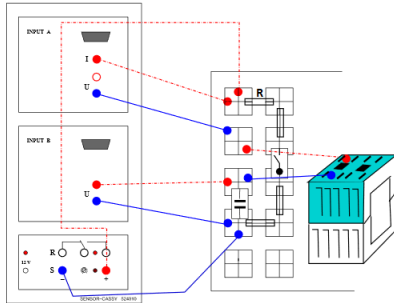 INPUT A
I
U
R
INPUT B
U
R
12 V
S
− +
SENSOR-CASSY 524010